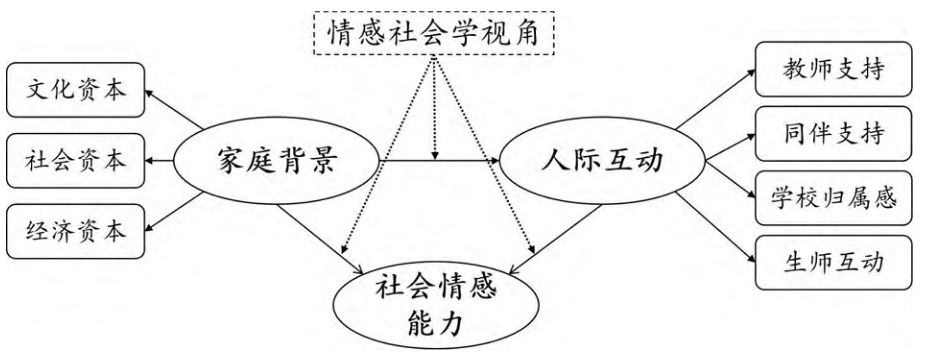 情感社会学视角
文化资本
社会资本
经济资本
家庭背景
人际互动
教师支持
同伴支持
学校归属感
生师互动
社会情感
能力